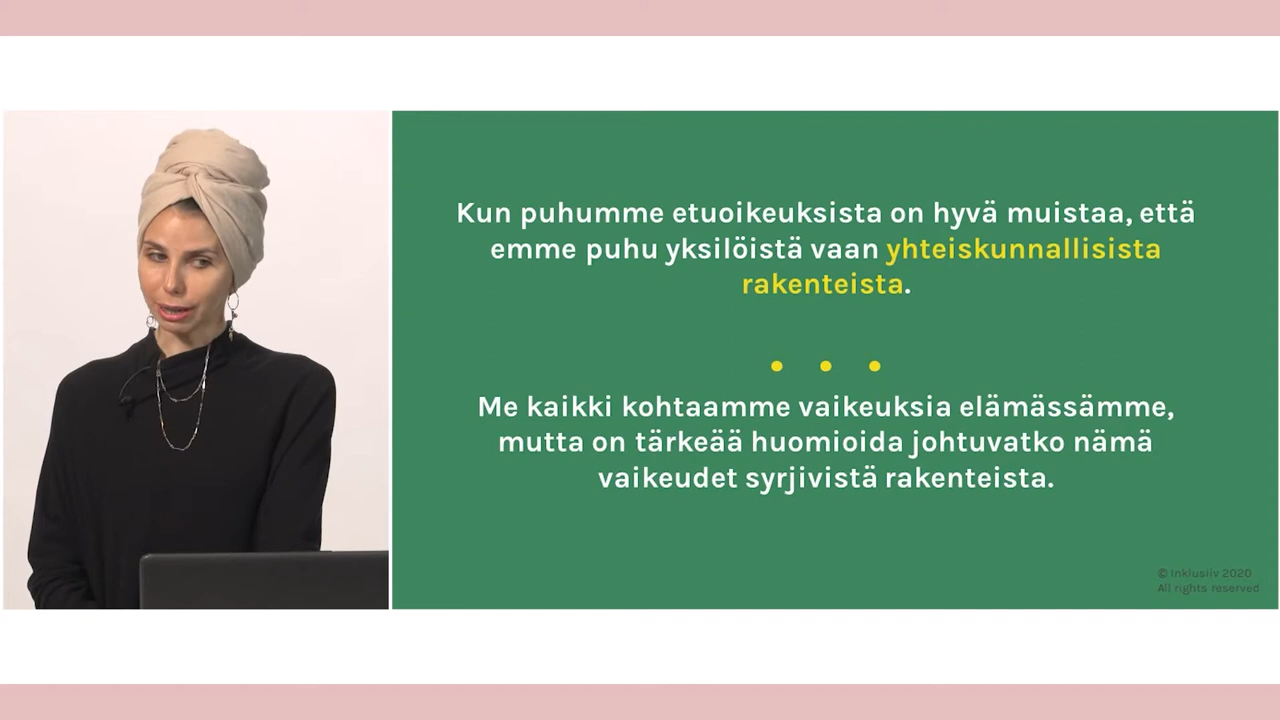 Kun puhumme etuoikeuksista on hyvä muistaa, että
emme puhu yksilöistä vaan yhteiskunnallisista
rakenteista.
Me kaikki kohtaamme vaikeuksia elämässämme,
mutta on tärkeää huomioida johtuvatko nämä
vaikeudet syrjivistä rakenteista.
© Inklusiiv 2020
All rights reserved